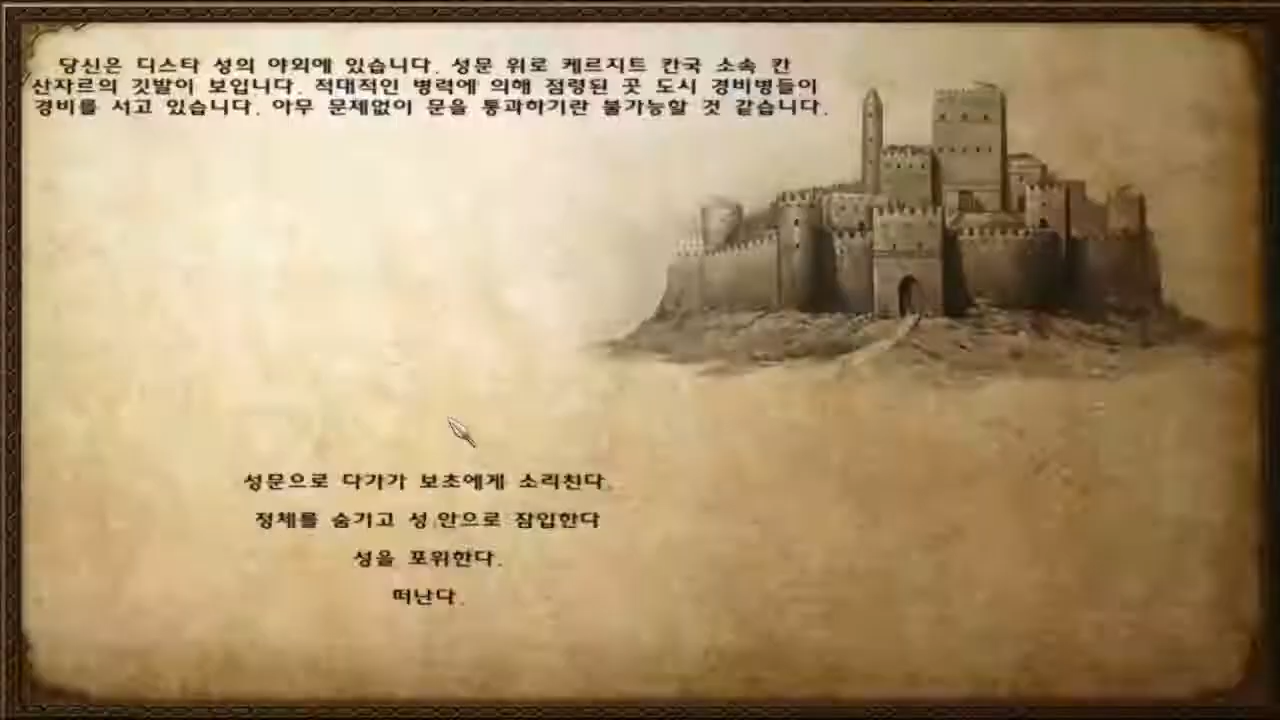 당신은 디스타 성의 야외에 있습니다. 성문 위로 케르지트 칸국 소속 칸
산자르의 깃발이 보입니다. 적대적인 병력에 의해 점령된 곳 도시 경비병들이
경비를 서고 있습니다. 아무 문제없이 문을 통과하기란 불가능할 것 같습니다.
성문으로 다가가 보초에게 소리친다.
정체를 숨기고 성 안으로 잠입한다
성을 포위한다.
떠난다.